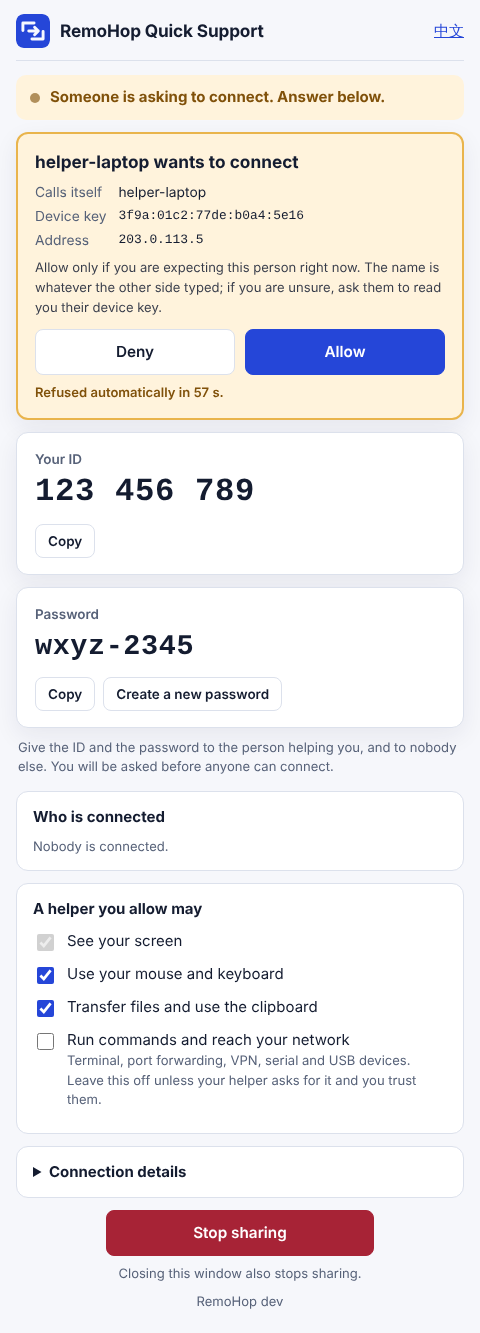 RemoHop Quick Support
中文
Someone is asking to connect. Answer below.
helper-laptop wants to connect
Calls itself helper-laptop
Device key 3f9a:01c2:77de:b0a4:5e16
Address 203.0.113.5
Allow only if you are expecting this person right now. The name is
whatever the other side typed; if you are unsure, ask them to read
you their device key.
Deny
Allow
Refused automatically in 57 s.
Your ID
123 456 789
Copy
Password
wxyz-2345
Copy
Create a new password
Give the ID and the password to the person helping you, and to nobody
else. You will be asked before anyone can connect.
Who is connected
Nobody is connected.
A helper you allow may
See your screen
Use your mouse and keyboard
Transfer files and use the clipboard
Run commands and reach your network
Terminal, port forwarding, VPN, serial and USB devices.
Leave this off unless your helper asks for it and you trust
them.
Connection details
Stop sharing
Closing this window also stops sharing.
RemoHop dev